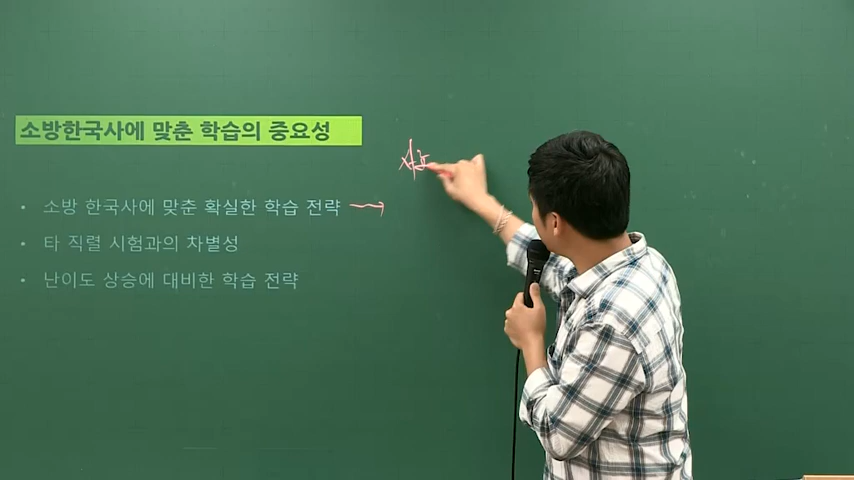 소방한국사에 맞춘 학습의 중요성
• 소방 한국사에 맞춘 확실한 학습 전략 →
• 타 직렬 시험과의 차별성
• 난이도 상승에 대비한 학습 전략